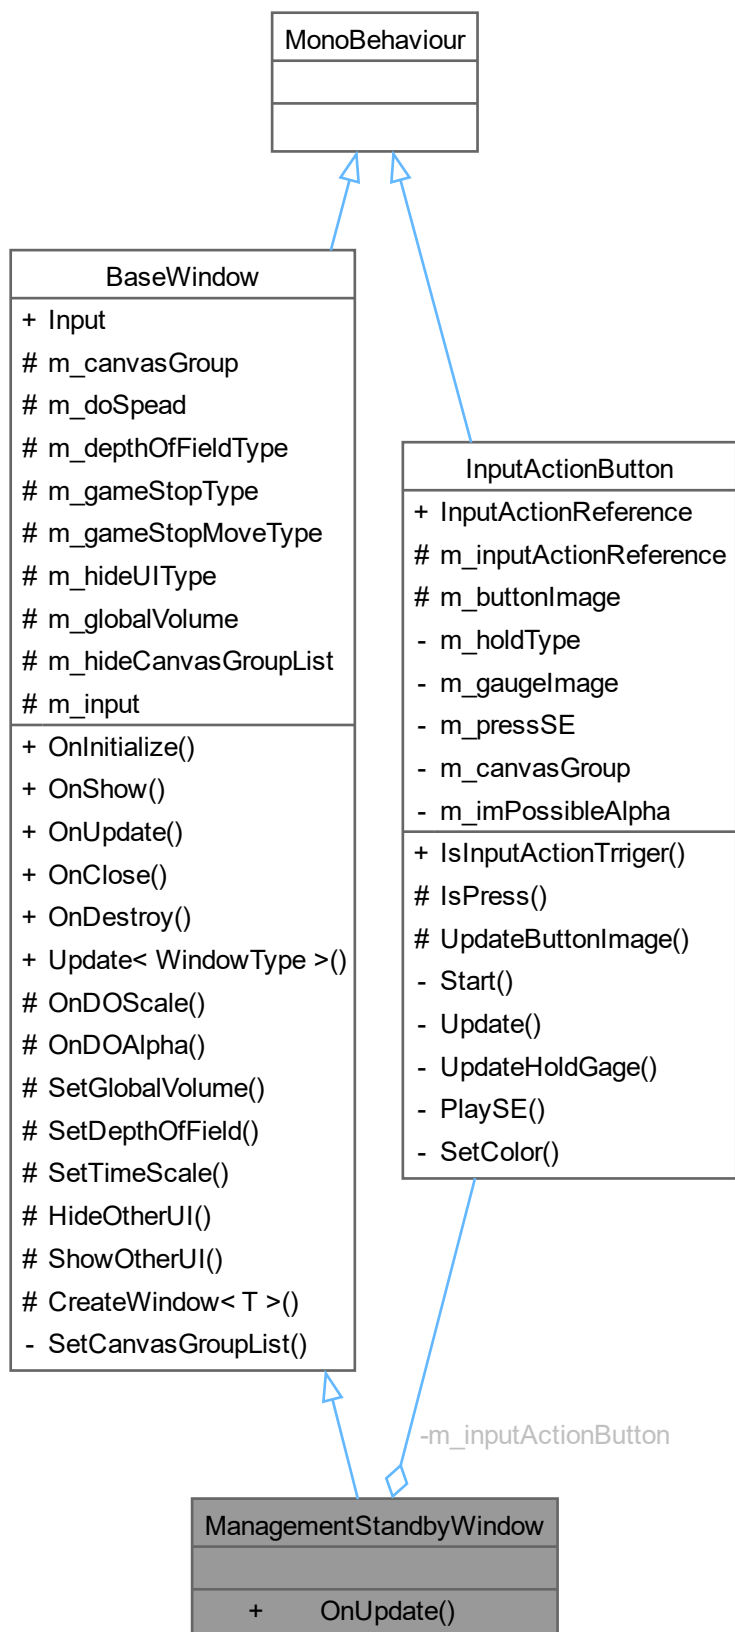 MonoBehaviour
BaseWindow
+ Input
# m_canvasGroup
# m_doSpead
# m_depthOfFieldType
# m_gameStopType
# m_gameStopMoveType
# m_hideUIType
# m_globalVolume
# m_hideCanvasGroupList
# m_input
+ OnInitialize()
+ OnShow()
+ OnUpdate()
+ OnClose()
+ OnDestroy()
+ Update< WindowType >()
# OnDOScale()
# OnDOAlpha()
# SetGlobalVolume()
# SetDepthOfField()
# SetTimeScale()
# HideOtherUI()
# ShowOtherUI()
# CreateWindow< T >()
- SetCanvasGroupList()
InputActionButton
+ InputActionReference
# m_inputActionReference
# m_buttonImage
- m_holdType
- m_gaugeImage
- m_pressSE
- m_canvasGroup
- m_imPossibleAlpha
+ IsInputActionTrriger()
# IsPress()
# UpdateButtonImage()
- Start()
- Update()
- UpdateHoldGage()
- PlaySE()
- SetColor()
-m_inputActionButton
ManagementStandbyWindow
+ OnUpdate()